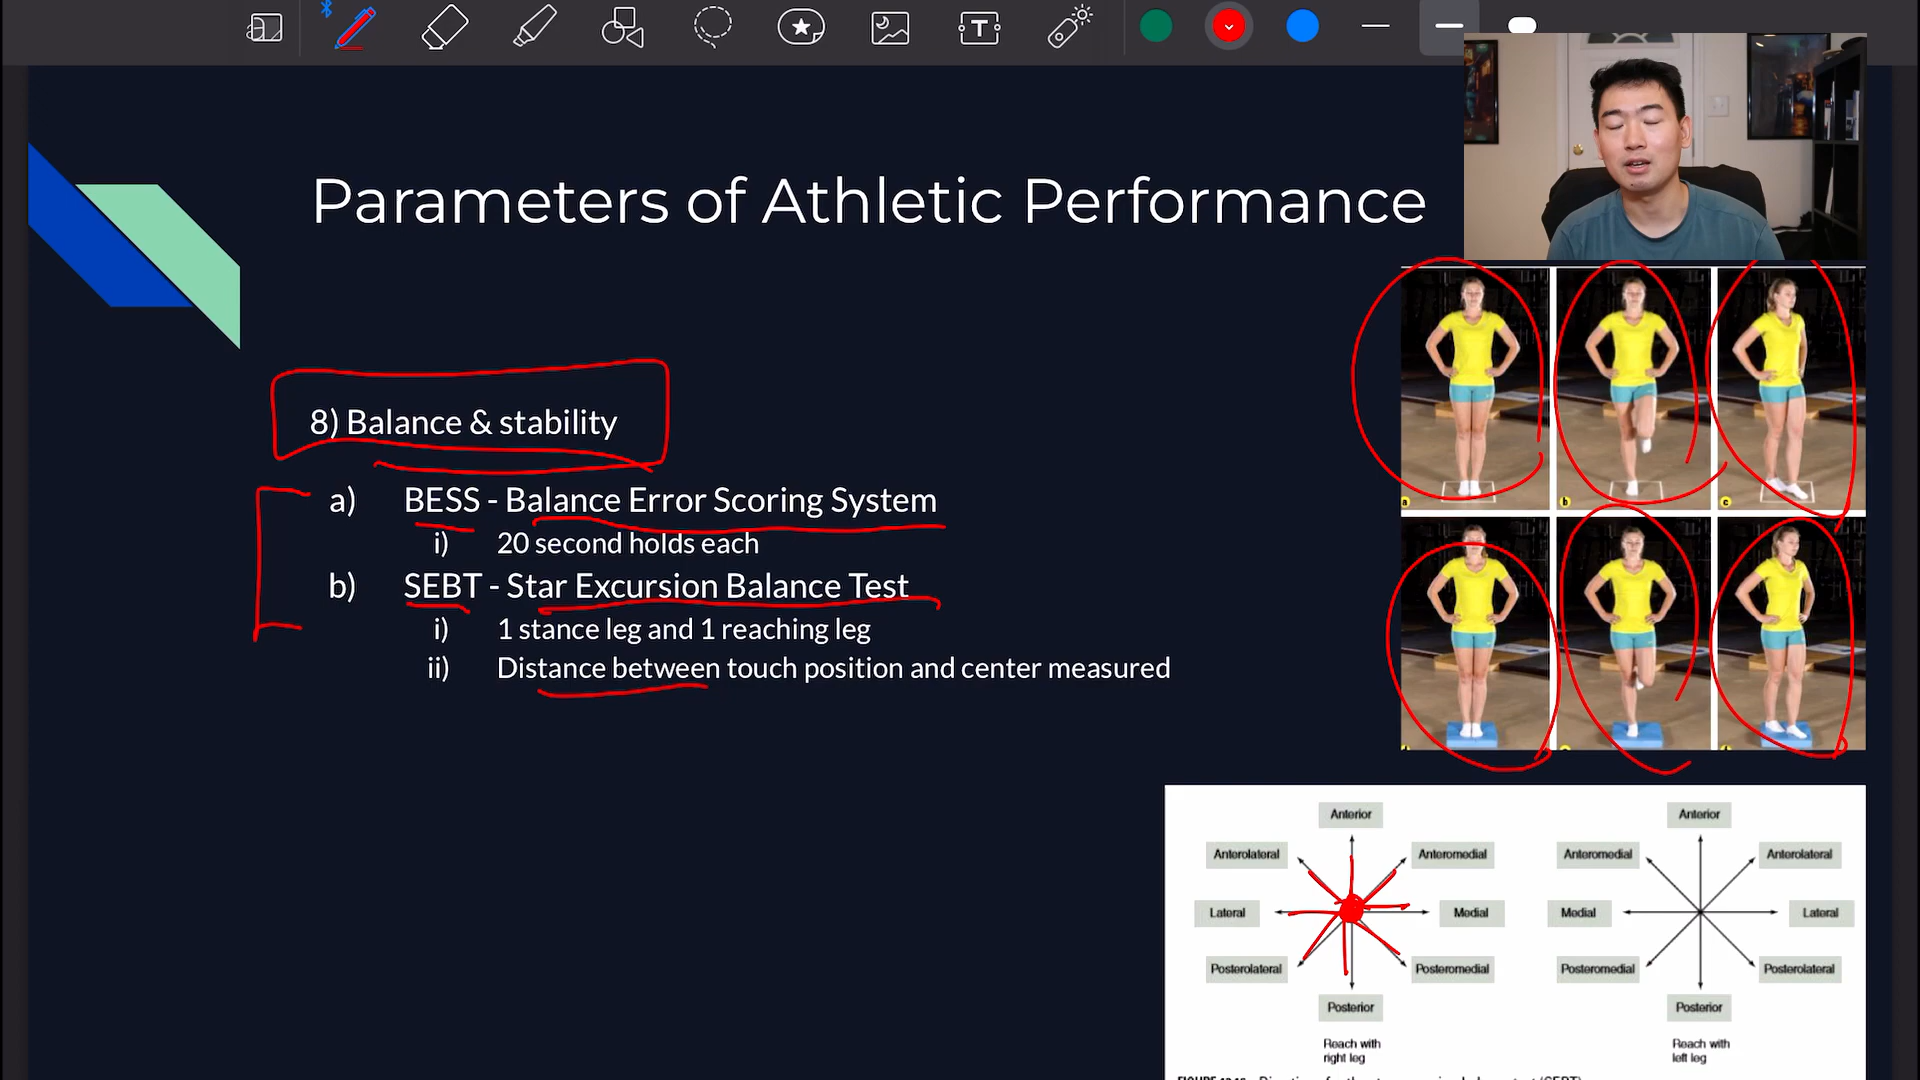 Parameters of Athletic Performance
8) Balance & stability
a) BESS - Balance Error Scoring System
i) 20 second holds each
b) SEBT - Star Excursion Balance Test
i) 1 stance leg and 1 reaching leg
ii) Distance between touch position and center measured
a b c
Anterior
Anterolateral Anteromedial
Lateral Medial
Posterolateral Posteromedial
Posterior
Reach with
right leg
Anterior
Anteromedial Anterolateral
Medial Lateral
Posteromedial Posterolateral
Posterior
Reach with
left leg